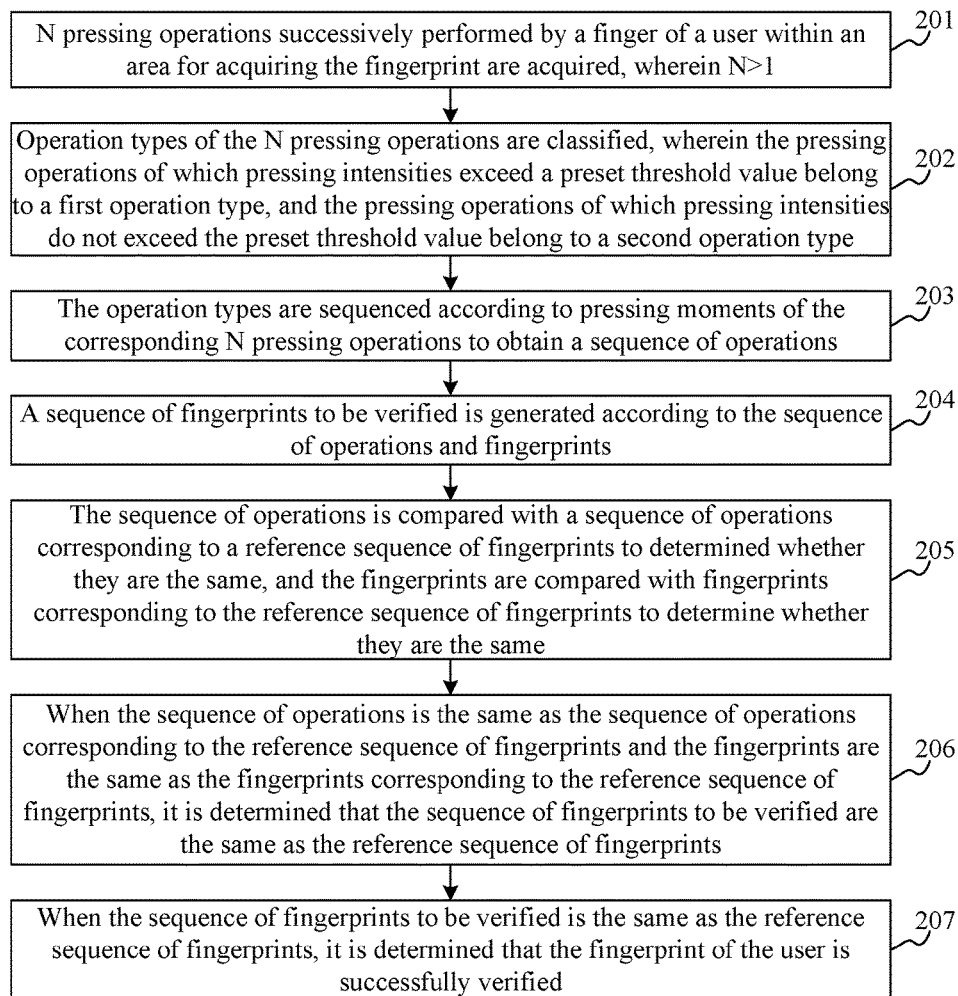 N pressing operations successively performed by a finger of a user within an
area for acquiring the fingerprint are acquired, wherein N>1
201
Operation types of the N pressing operations are classified, wherein the pressing
operations of which pressing intensities exceed a preset threshold value belong
to a first operation type, and the pressing operations of which pressing intensities
do not exceed the preset threshold value belong to a second operation type
202
The operation types are sequenced according to pressing moments of the
corresponding N pressing operations to obtain a sequence of operations
203
A sequence of fingerprints to be verified is generated according to the sequence
of operations and fingerprints
204
The sequence of operations is compared with a sequence of operations
corresponding to a reference sequence of fingerprints to determined whether
they are the same, and the fingerprints are compared with fingerprints
corresponding to the reference sequence of fingerprints to determine whether
they are the same
205
When the sequence of operations is the same as the sequence of operations
corresponding to the reference sequence of fingerprints and the fingerprints are
the same as the fingerprints corresponding to the reference sequence of
fingerprints, it is determined that the sequence of fingerprints to be verified are
the same as the reference sequence of fingerprints
206
When the sequence of fingerprints to be verified is the same as the reference
sequence of fingerprints, it is determined that the fingerprint of the user is
successfully verified
207